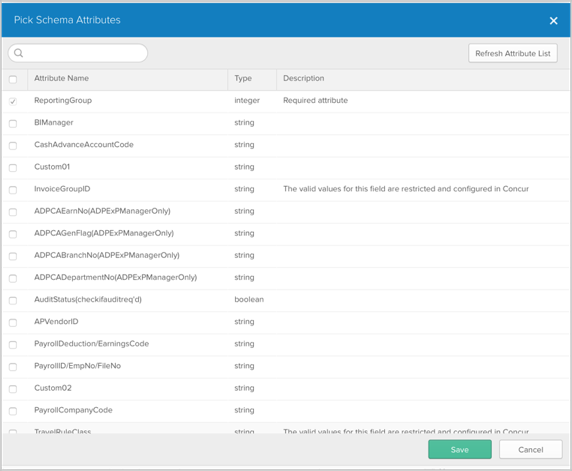 Pick Schema Attributes
Refresh Attribute List
Attribute Name Type Description
ReportingGroup integer Required attribute
BIManager string
CashAdvanceAccountCode string
Custom01 string
InvoiceGroupID string The valid values for this field are restricted and configured in Concur
ADPCAEarnNo(ADPExPManagerOnly) string
ADPCAGenFlag(ADPExPManagerOnly) string
ADPCABranchNo(ADPExPManagerOnly) string
ADPCADepartmentNo(ADPExPManagerOnly) string
AuditStatus(checkifauditreq'd) boolean
APVendorID string
PayrollDeduction/EarningsCode string
PayrollID/EmpNo/FileNo string
Custom02 string
PayrollCompanyCode string
TravelRuleClass string The valid values for this field are restricted and configured in Concur
Save Cancel